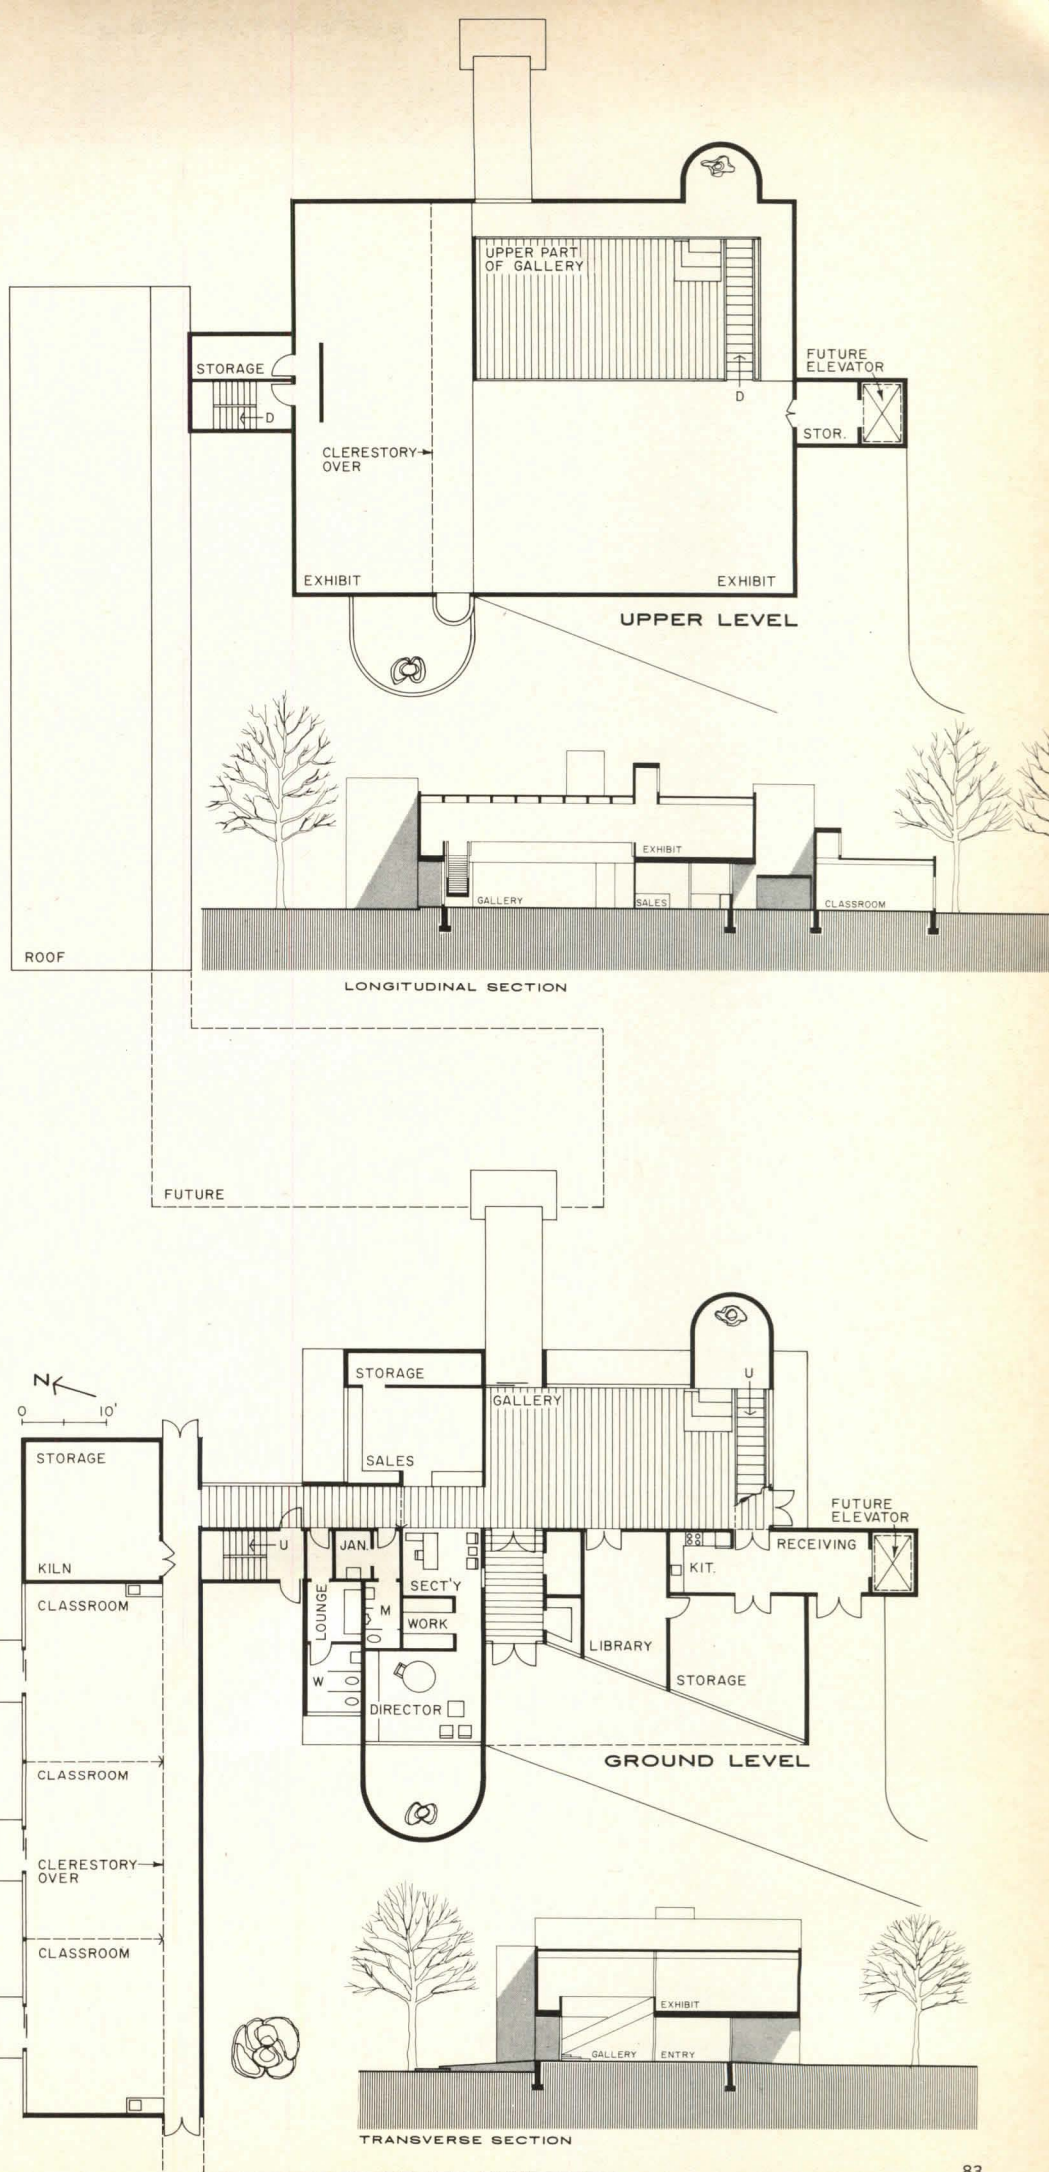 UPPER PART
OF GALLERY
STORAGE
D
FUTURE
ELEVATOR
D
STOR.
CLERESTORY
OVER
EXHIBIT
EXHIBIT
UPPER LEVEL
EXHIBIT
GALLERY
SALES
CLASSROOM
ROOF
LONGITUDINAL SECTION
FUTURE
N
0 10'
STORAGE
U
GALLERY
STORAGE
SALES
FUTURE
ELEVATOR
KILN
U
JAN.
RECEIVING
KIT.
CLASSROOM
LOUNGE
SECT'Y
M
WORK
LIBRARY
W
STORAGE
DIRECTOR
GROUND LEVEL
CLASSROOM
CLERESTORY
OVER
CLASSROOM
EXHIBIT
GALLERY
ENTRY
TRANSVERSE SECTION
83